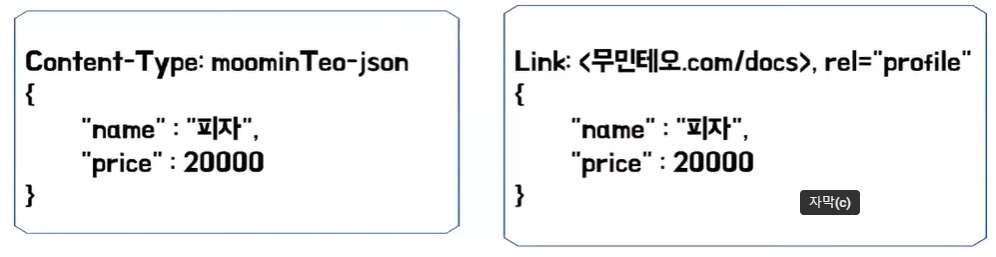 Content-Type: moominTeo-json
{
"name" : "피자",
"price" : 20000
}
Link: <무민테오.com/docs>, rel="profile"
{
"name" : "피자",
"price" : 20000
}
자막(c)